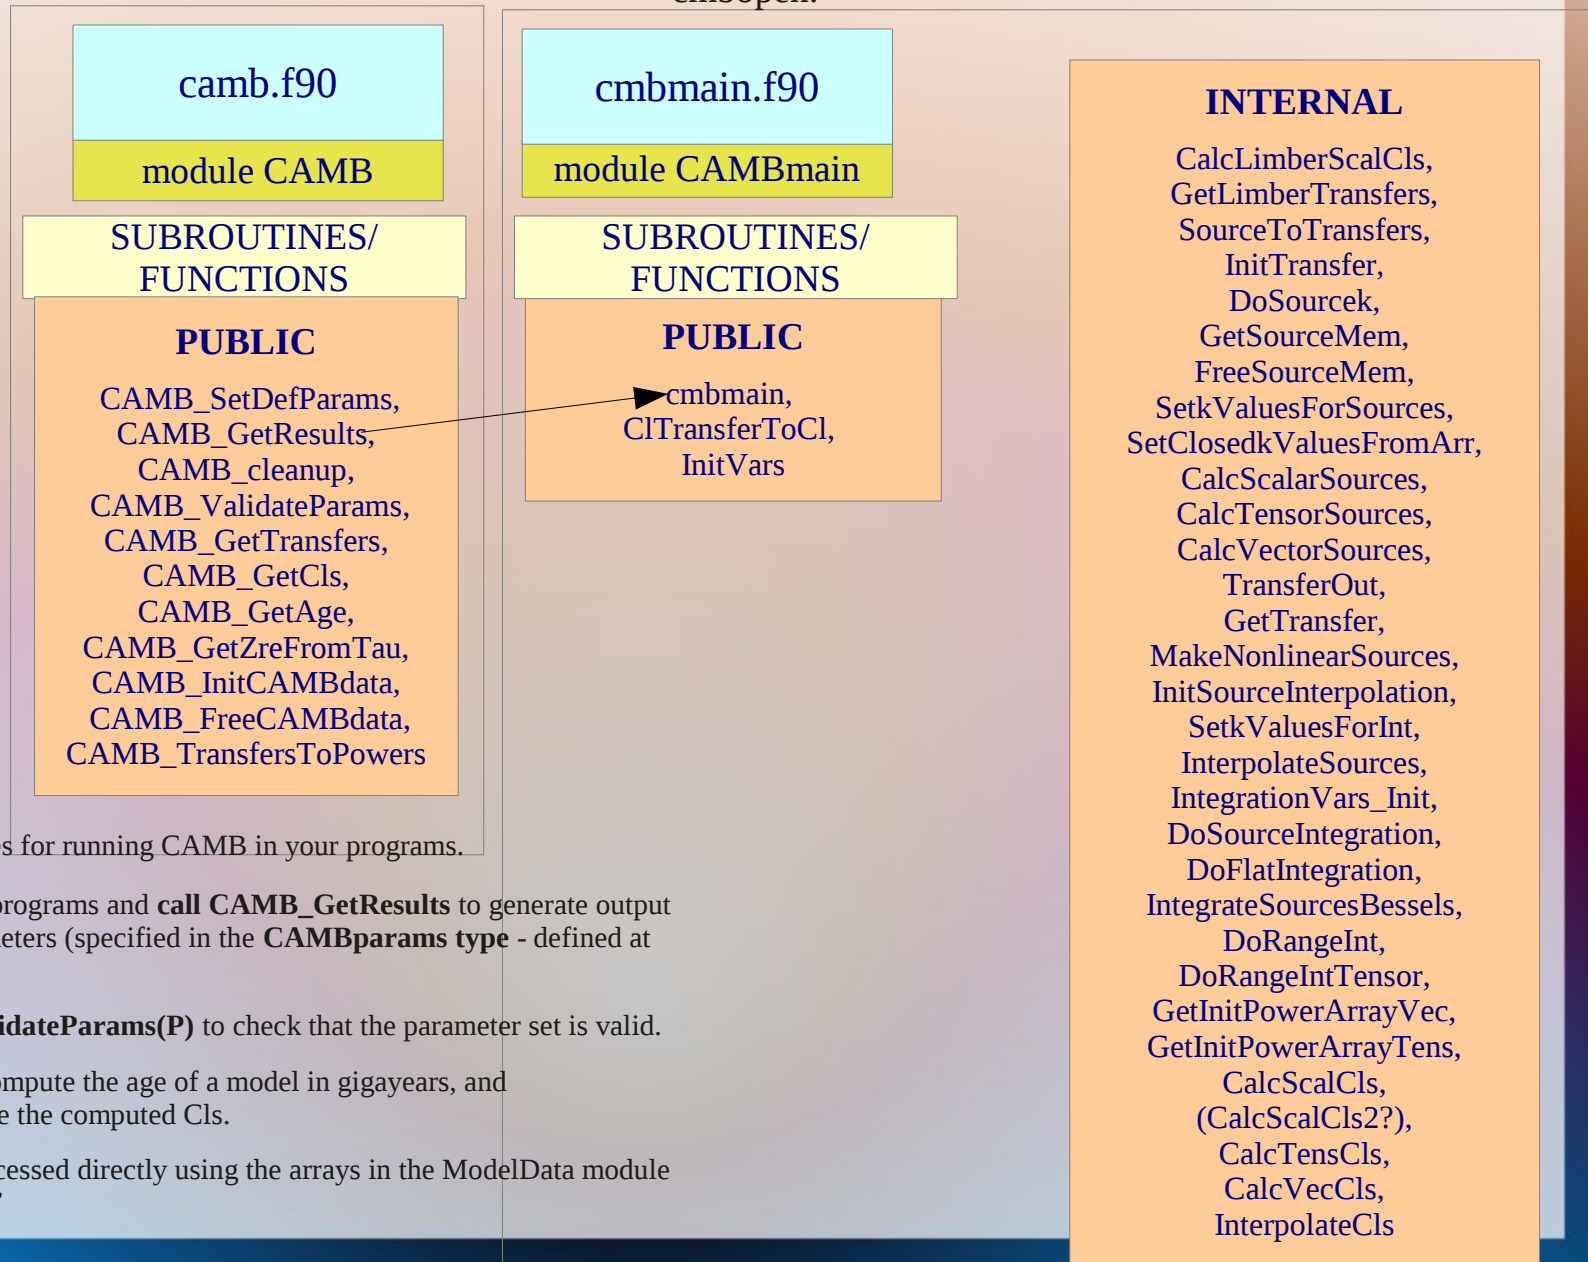 camb.f90
module CAMB
SUBROUTINES/
FUNCTIONS
PUBLIC
CAMB_SetDefParams,
CAMB_GetResults,
CAMB_cleanup,
CAMB_ValidateParams,
CAMB_GetTransfers,
CAMB_GetCls,
CAMB_GetAge,
CAMB_GetZreFromTau,
CAMB_InitCAMBdata,
CAMB_FreeCAMBdata,
CAMB_TransfersToPowers
cmbmain.f90
module CAMBmain
SUBROUTINES/
FUNCTIONS
PUBLIC
cmbmain,
ClTransferToCl,
InitVars
INTERNAL
CalcLimberScalCls,
GetLimberTransfers,
SourceToTransfers,
InitTransfer,
DoSourcek,
GetSourceMem,
FreeSourceMem,
SetkValuesForSources,
SetClosedkValuesFromArr,
CalcScalarSources,
CalcTensorSources,
CalcVectorSources,
TransferOut,
GetTransfer,
MakeNonlinearSources,
InitSourceInterpolation,
SetkValuesForInt,
InterpolateSources,
IntegrationVars_Init,
DoSourceIntegration,
DoFlatIntegration,
IntegrateSourcesBessels,
DoRangeInt,
DoRangeIntTensor,
GetInitPowerArrayVec,
GetInitPowerArrayTens,
CalcScalCls,
(CalcScalCls2?),
CalcTensCls,
CalcVecCls,
InterpolateCls
s for running CAMB in your programs.
programs and call CAMB_GetResults to generate output
eters (specified in the CAMBparams type - defined at
idateParams(P) to check that the parameter set is valid.
ompute the age of a model in gigayears, and
e the computed Cls.
cessed directly using the arrays in the ModelData module